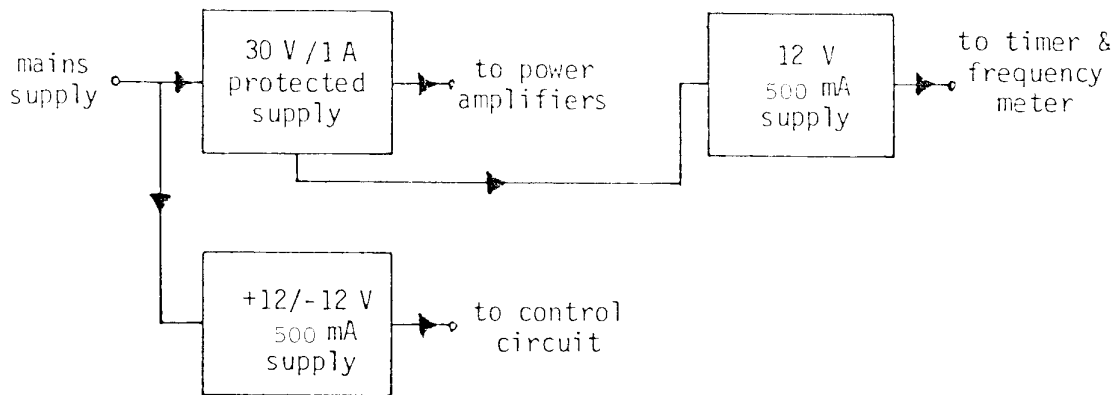 mains
supply
30 V/1 A
protected
supply
to power
amplifiers
12 V
500 mA
supply
to timer &
frequency
meter
+12/-12 V
500 mA
supply
to control
circuit